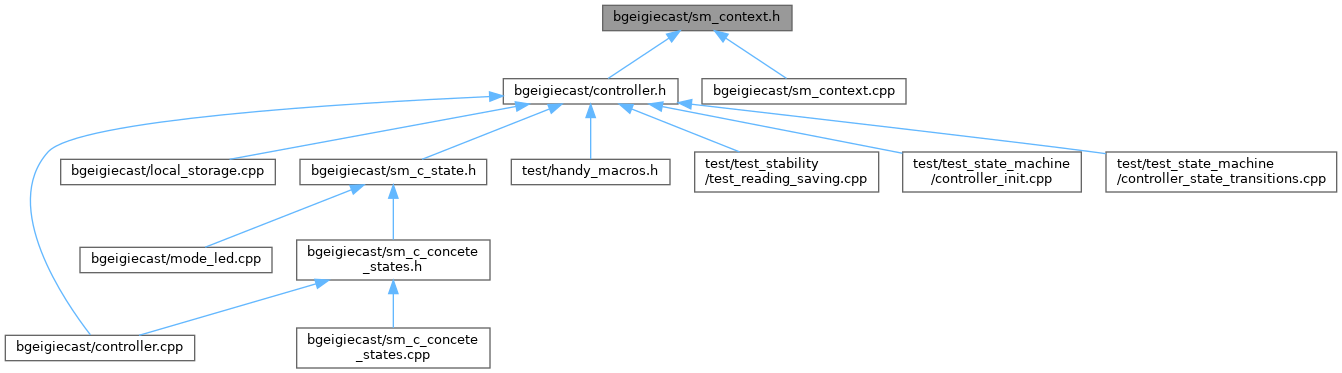 bgeigiecast/sm_context.h
bgeigiecast/controller.h
bgeigiecast/sm_context.cpp
bgeigiecast/local_storage.cpp
bgeigiecast/sm_c_state.h
test/handy_macros.h
test/test_stability
/test_reading_saving.cpp
test/test_state_machine
/controller_init.cpp
test/test_state_machine
/controller_state_transitions.cpp
bgeigiecast/mode_led.cpp
bgeigiecast/sm_c_concete
_states.h
bgeigiecast/controller.cpp
bgeigiecast/sm_c_concete
_states.cpp